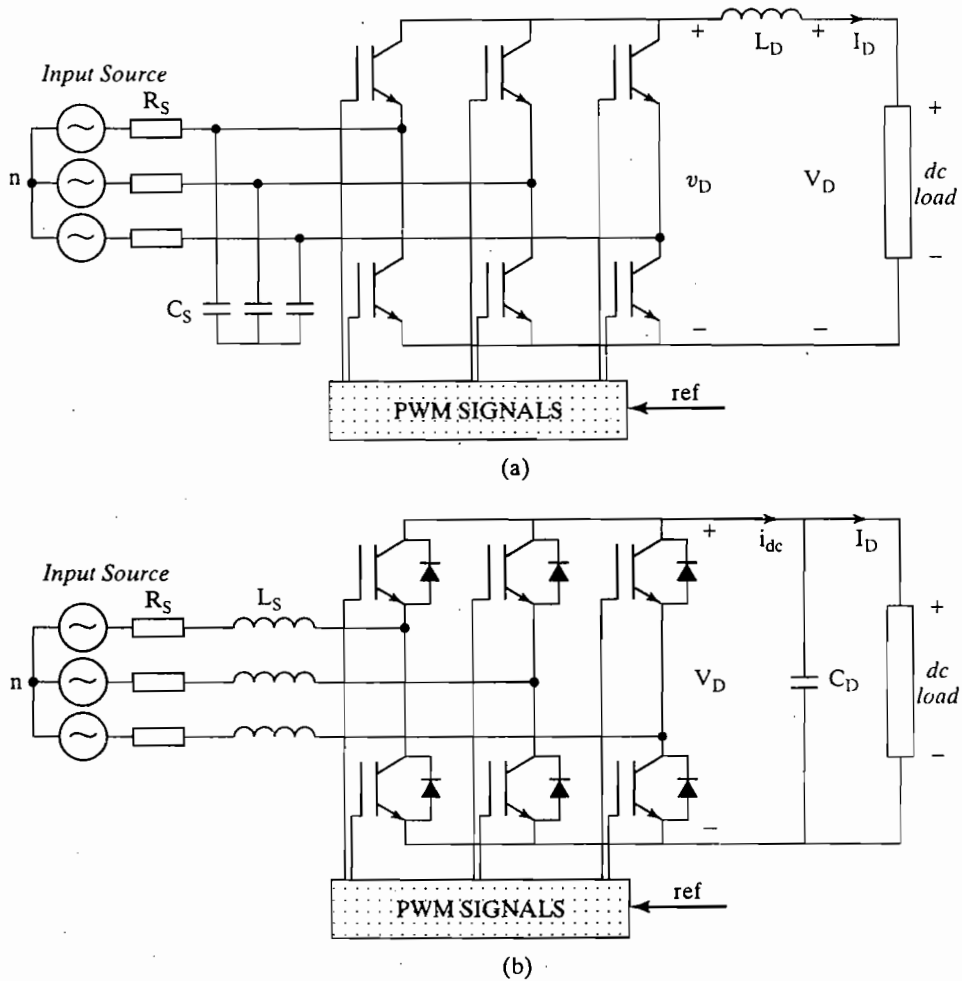 + L_D + I_D
Input Source
R_S
n
C_S
v_D
V_D
+
dc
load
−
− −
PWM SIGNALS
ref
(a)
+ i_dc I_D
Input Source
R_S L_S
n
V_D
C_D
+
dc
load
−
−
PWM SIGNALS
ref
(b)